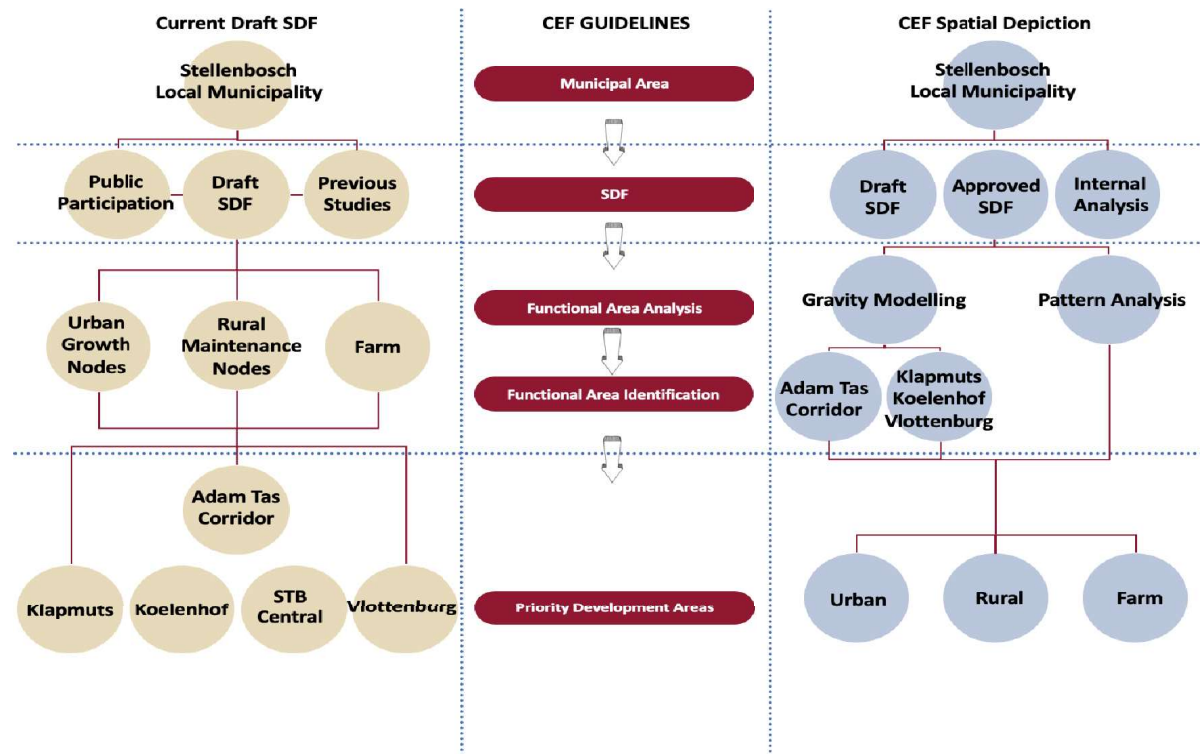 Current Draft SDF
CEF GUIDELINES
CEF Spatial Depiction
Stellenbosch
Local Municipality
Municipal Area
Stellenbosch
Local Municipality
Public
Participation
Draft
SDF
Previous
Studies
SDF
Draft
SDF
Approved
SDF
Internal
Analysis
Urban
Growth
Nodes
Rural
Maintenance
Nodes
Farm
Functional Area Analysis
Functional Area Identification
Gravity Modelling
Pattern Analysis
Adam Tas
Corridor
Klapmuts
Koelenhof
Vlottenburg
Adam Tas
Corridor
Klapmuts
Koelenhof
STB
Central
Vlottenburg
Priority Development Areas
Urban
Rural
Farm